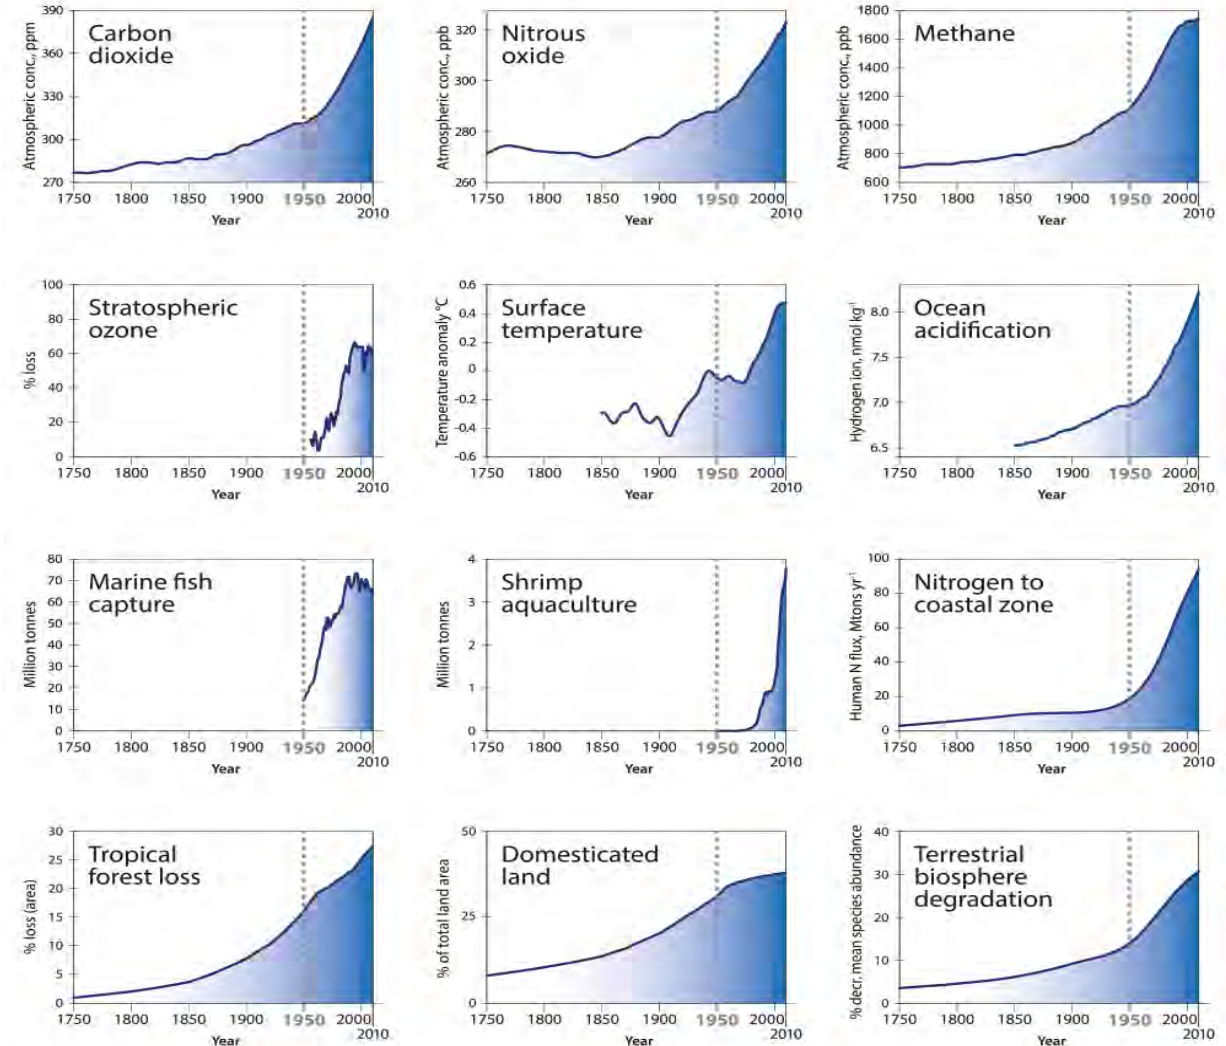 390
360
330
300
270
Atmospheric conc., ppm
Carbon
dioxide
1750 1800 1850 1900 1950 2000
2010
Year
320
300
280
260
Atmospheric conc., ppb
Nitrous
oxide
1750 1800 1850 1900 1950 2000
2010
Year
1800
1600
1400
1200
1000
800
600
Atmospheric conc., ppb
Methane
1750 1800 1850 1900 1950 2000
2010
Year
100
80
60
40
20
0
% loss
Stratospheric
ozone
1750 1800 1850 1900 1950 2000
2010
Year
0.6
0.4
0.2
0
-0.2
-0.4
-0.6
Temperature anomaly °C
Surface
temperature
1750 1800 1850 1900 1950 2000
2010
Year
8.0
7.5
7.0
6.5
Hydrogen ion, nmol kg⁻¹
Ocean
acidification
1750 1800 1850 1900 1950 2000
2010
Year
80
70
60
50
40
30
20
10
0
Million tonnes
Marine fish
capture
1750 1800 1850 1900 1950 2000
2010
Year
4
3
2
1
0
Million tonnes
Shrimp
aquaculture
1750 1800 1850 1900 1950 2000
2010
Year
100
80
60
40
20
0
Human N flux, Mtons yr⁻¹
Nitrogen to
coastal zone
1750 1800 1850 1900 1950 2000
2010
Year
30
25
20
15
10
5
0
% loss (area)
Tropical
forest loss
1750 1800 1850 1900 1950 2000
2010
Year
50
25
0
% of total land area
Domesticated
land
1750 1800 1850 1900 1950 2000
2010
Year
40
30
20
10
0
% decr. mean species abundance
Terrestrial
biosphere
degradation
1750 1800 1850 1900 1950 2000
2010
Year